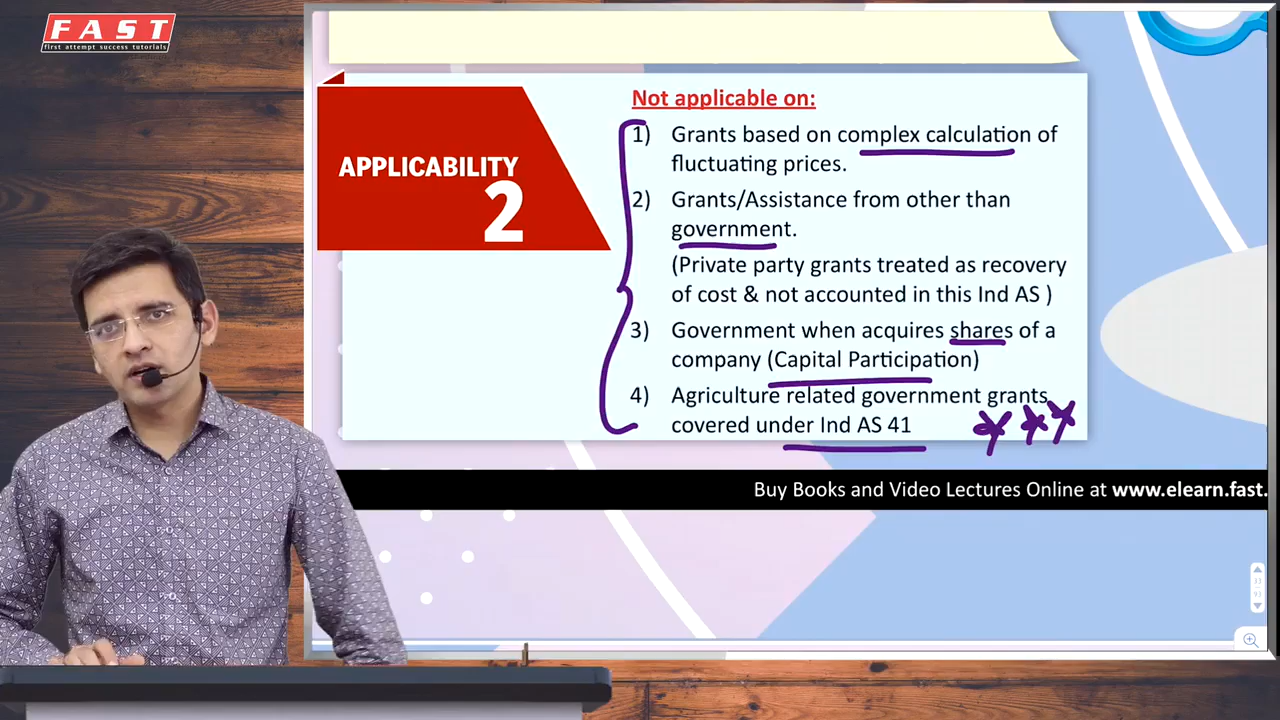 FAST
first attempt success tutorials
APPLICABILITY
2
Not applicable on:
1) Grants based on complex calculation of
fluctuating prices.
2) Grants/Assistance from other than
government.
(Private party grants treated as recovery
of cost & not accounted in this Ind AS )
3) Government when acquires shares of a
company (Capital Participation)
4) Agriculture related government grants
covered under Ind AS 41
Buy Books and Video Lectures Online at www.elearn.fast.